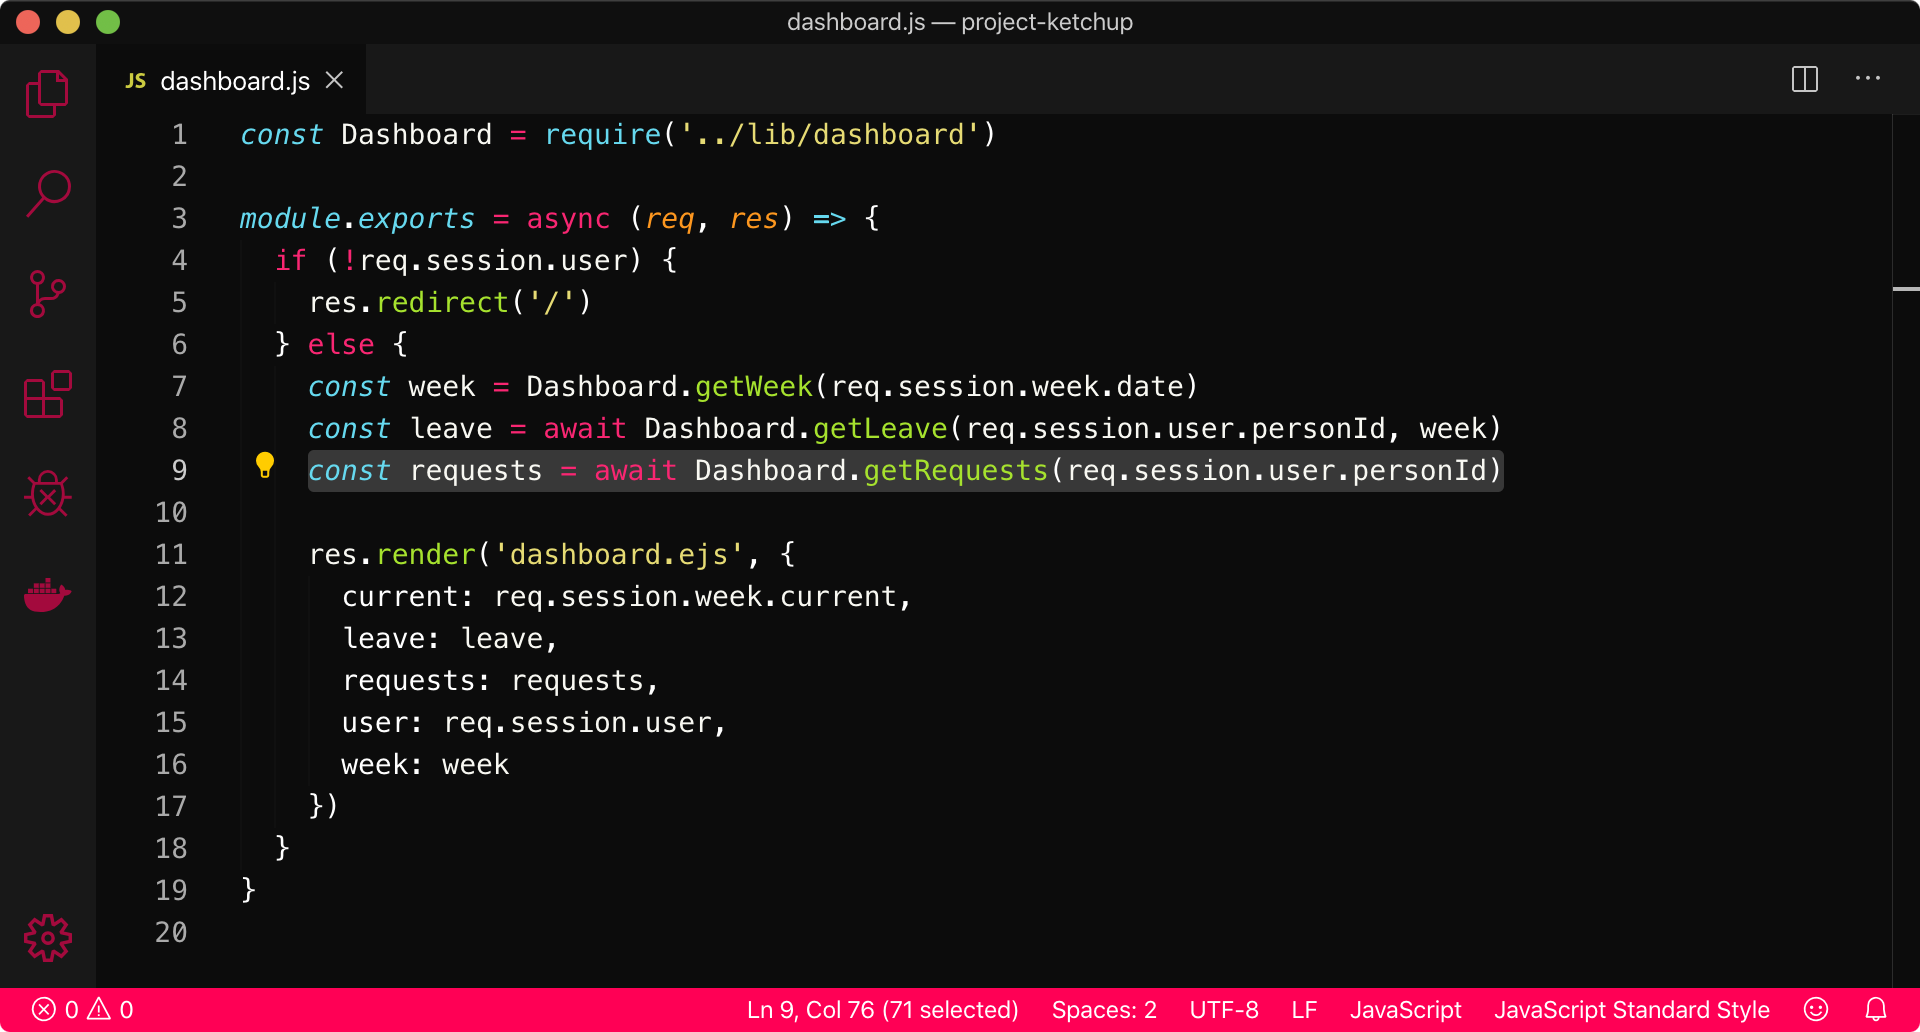 dashboard.js — project-ketchup
JS dashboard.js
1 const Dashboard = require('../lib/dashboard')
2
3 module.exports = async (req, res) => {
4 if (!req.session.user) {
5 res.redirect('/')
6 } else {
7 const week = Dashboard.getWeek(req.session.week.date)
8 const leave = await Dashboard.getLeave(req.session.user.personId, week)
9 const requests = await Dashboard.getRequests(req.session.user.personId)
10
11 res.render('dashboard.ejs', {
12 current: req.session.week.current,
13 leave: leave,
14 requests: requests,
15 user: req.session.user,
16 week: week
17 })
18 }
19 }
20
0 0 Ln 9, Col 76 (71 selected) Spaces: 2 UTF-8 LF JavaScript JavaScript Standard Style